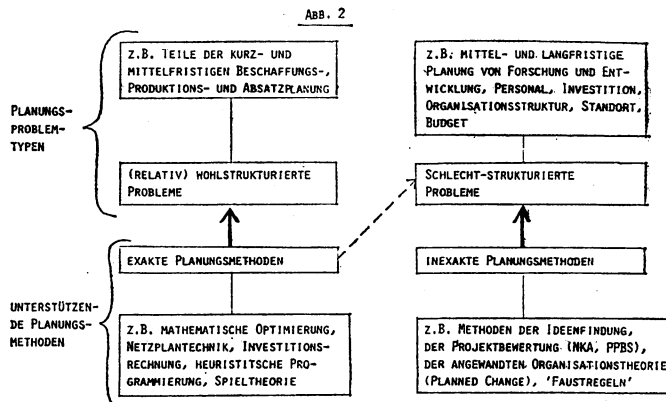 ABB. 2
Z.B. TEILE DER KURZ- UND
MITTELFRISTIGEN BESCHAFFUNGS-,
PRODUKTIONS- UND ABSATZPLANUNG
Z.B. MITTEL- UND LANGFRISTIGE
PLANUNG VON FORSCHUNG UND ENT-
WICKLUNG, PERSONAL, INVESTITION,
ORGANISATIONSSTRUKTUR, STANDORT,
BUDGET
PLANUNGS-
PROBLEM-
TYPEN
(RELATIV) WOHLSTRUKTURIERTE
PROBLEME
SCHLECHT-STRUKTURIERTE
PROBLEME
EXAKTE PLANUNGSMETHODEN
INEXAKTE PLANUNGSMETHODEN
UNTERSTÜTZEN-
DE PLANUNGS-
METHODEN
Z.B. MATHEMATISCHE OPTIMIERUNG,
NETZPLANTECHNIK, INVESTITIONS-
RECHNUNG, HEURISTITSCHE PRO-
GRAMMIERUNG, SPIELTHEORIE
Z.B. METHODEN DER IDEENFINDUNG,
DER PROJEKTBEWERTUNG (NKA, PPBS),
DER ANGEWANDTEN ORGANISATIONSTHEORIE
(PLANNED CHANGE), 'FAUSTREGELN'